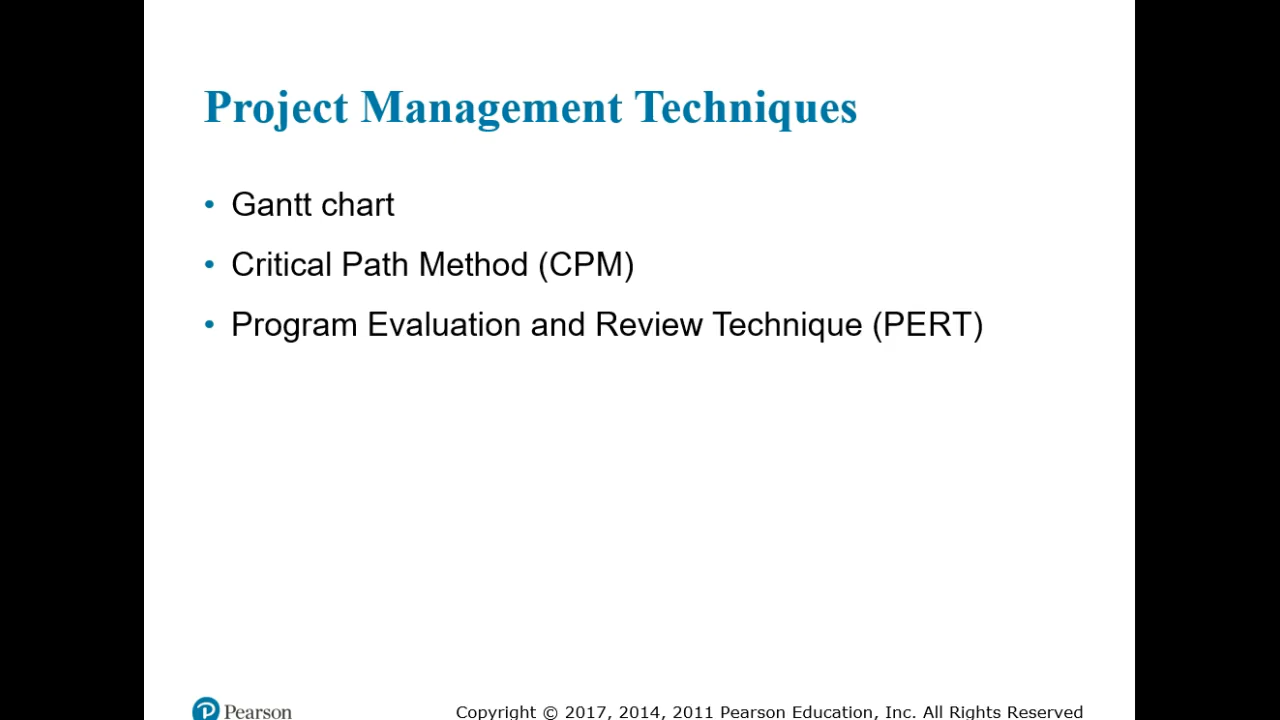 Project Management Techniques
• Gantt chart
• Critical Path Method (CPM)
• Program Evaluation and Review Technique (PERT)
Pearson
Copyright © 2017, 2014, 2011 Pearson Education, Inc. All Rights Reserved